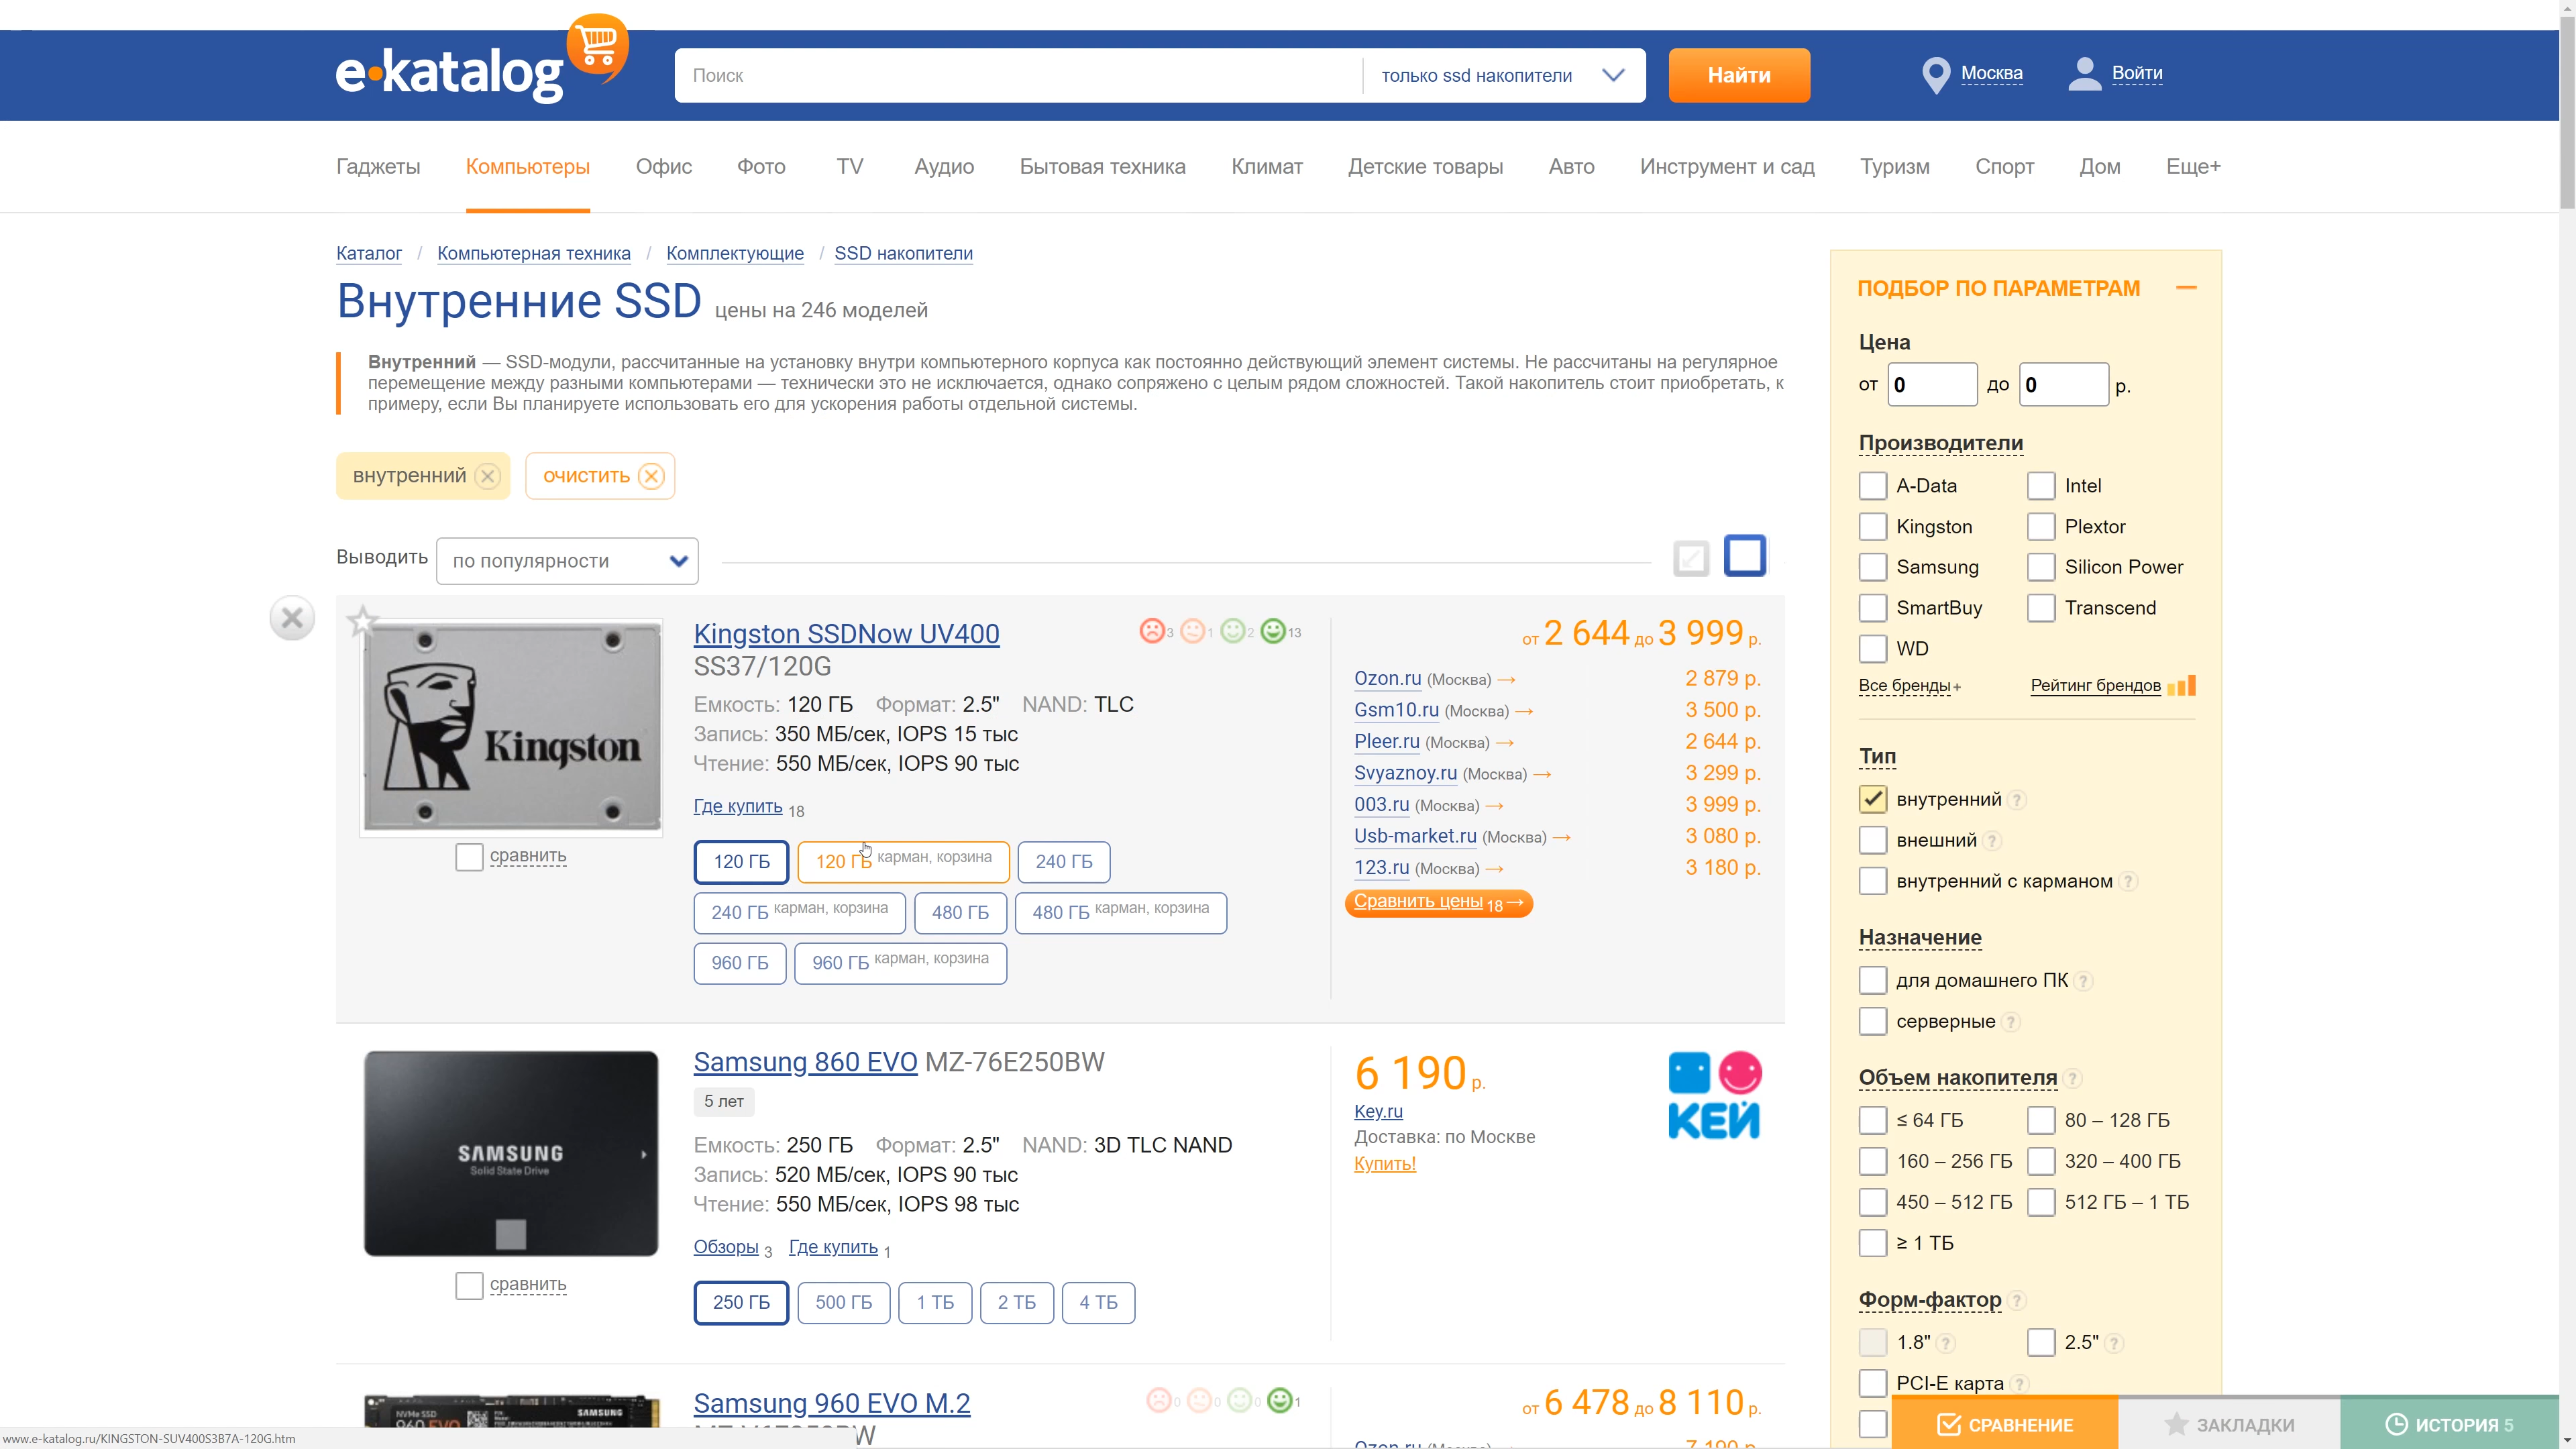 e•katalog
Поиск
только ssd накопители
Найти
Москва
Войти
Гаджеты Компьютеры Офис Фото TV Аудио Бытовая техника Климат Детские товары Авто Инструмент и сад Туризм Спорт Дом Еще+
Каталог / Компьютерная техника / Комплектующие / SSD накопители
Внутренние SSD цены на 246 моделей
Внутренний — SSD-модули, рассчитанные на установку внутри компьютерного корпуса как постоянно действующий элемент системы. Не рассчитаны на регулярное
перемещение между разными компьютерами — технически это не исключается, однако сопряжено с целым рядом сложностей. Такой накопитель стоит приобретать, к
примеру, если Вы планируете использовать его для ускорения работы отдельной системы.
внутренний очистить
Выводить по популярности
Kingston
сравнить
Kingston SSDNow UV400
SS37/120G
3 1 2 13
Емкость: 120 ГБ Формат: 2.5" NAND: TLC
Запись: 350 МБ/сек, IOPS 15 тыс
Чтение: 550 МБ/сек, IOPS 90 тыс
Где купить 18
120 ГБ 120 ГБ карман, корзина 240 ГБ
240 ГБ карман, корзина 480 ГБ 480 ГБ карман, корзина
960 ГБ 960 ГБ карман, корзина
от 2 644 до 3 999 р.
Ozon.ru (Москва) → 2 879 р.
Gsm10.ru (Москва) → 3 500 р.
Pleer.ru (Москва) → 2 644 р.
Svyaznoy.ru (Москва) → 3 299 р.
003.ru (Москва) → 3 999 р.
Usb-market.ru (Москва) → 3 080 р.
123.ru (Москва) → 3 180 р.
Сравнить цены 18 →
SAMSUNG
Solid State Drive
сравнить
Samsung 860 EVO MZ-76E250BW
5 лет
Емкость: 250 ГБ Формат: 2.5" NAND: 3D TLC NAND
Запись: 520 МБ/сек, IOPS 90 тыс
Чтение: 550 МБ/сек, IOPS 98 тыс
Обзоры 3 Где купить 1
250 ГБ 500 ГБ 1 ТБ 2 ТБ 4 ТБ
6 190 р.
Key.ru
Доставка: по Москве
Купить!
КЕЙ
NVMe SSD
SAMSUNG
960 EVO
Samsung 960 EVO M.2
0 0 0 1
от 6 478 до 8 110 р.
ПОДБОР ПО ПАРАМЕТРАМ —
Цена
от 0 до 0 р.
Производители
A-Data Intel
Kingston Plextor
Samsung Silicon Power
SmartBuy Transcend
WD
Все бренды+ Рейтинг брендов
Тип
внутренний ?
внешний ?
внутренний с карманом ?
Назначение
для домашнего ПК ?
серверные ?
Объем накопителя ?
≤ 64 ГБ 80 – 128 ГБ
160 – 256 ГБ 320 – 400 ГБ
450 – 512 ГБ 512 ГБ – 1 ТБ
≥ 1 ТБ
Форм-фактор ?
1.8" ? 2.5" ?
PCI-E карта ?
СРАВНЕНИЕ ЗАКЛАДКИ ИСТОРИЯ 5
www.e-katalog.ru/KINGSTON-SUV400S3B7A-120G.htm